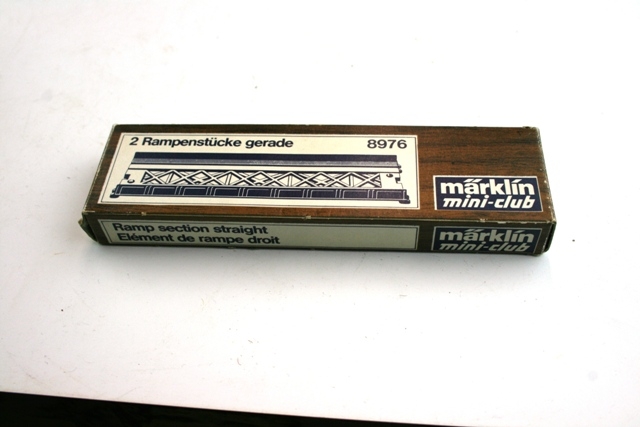 2 Rampenstücke gerade 8976
märklin
mini-club
Ramp section straight
Elément de rampe droit
märklin
mini-club